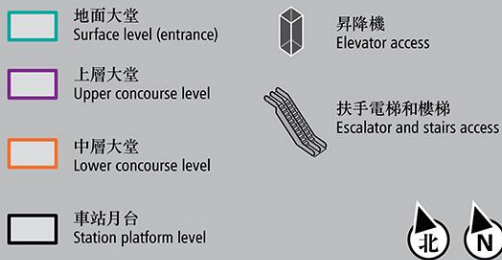 地面大堂
Surface level (entrance)
上層大堂
Upper concourse level
中層大堂
Lower concourse level
車站月台
Station platform level
昇降機
Elevator access
扶手電梯和樓梯
Escalator and stairs access
北
N